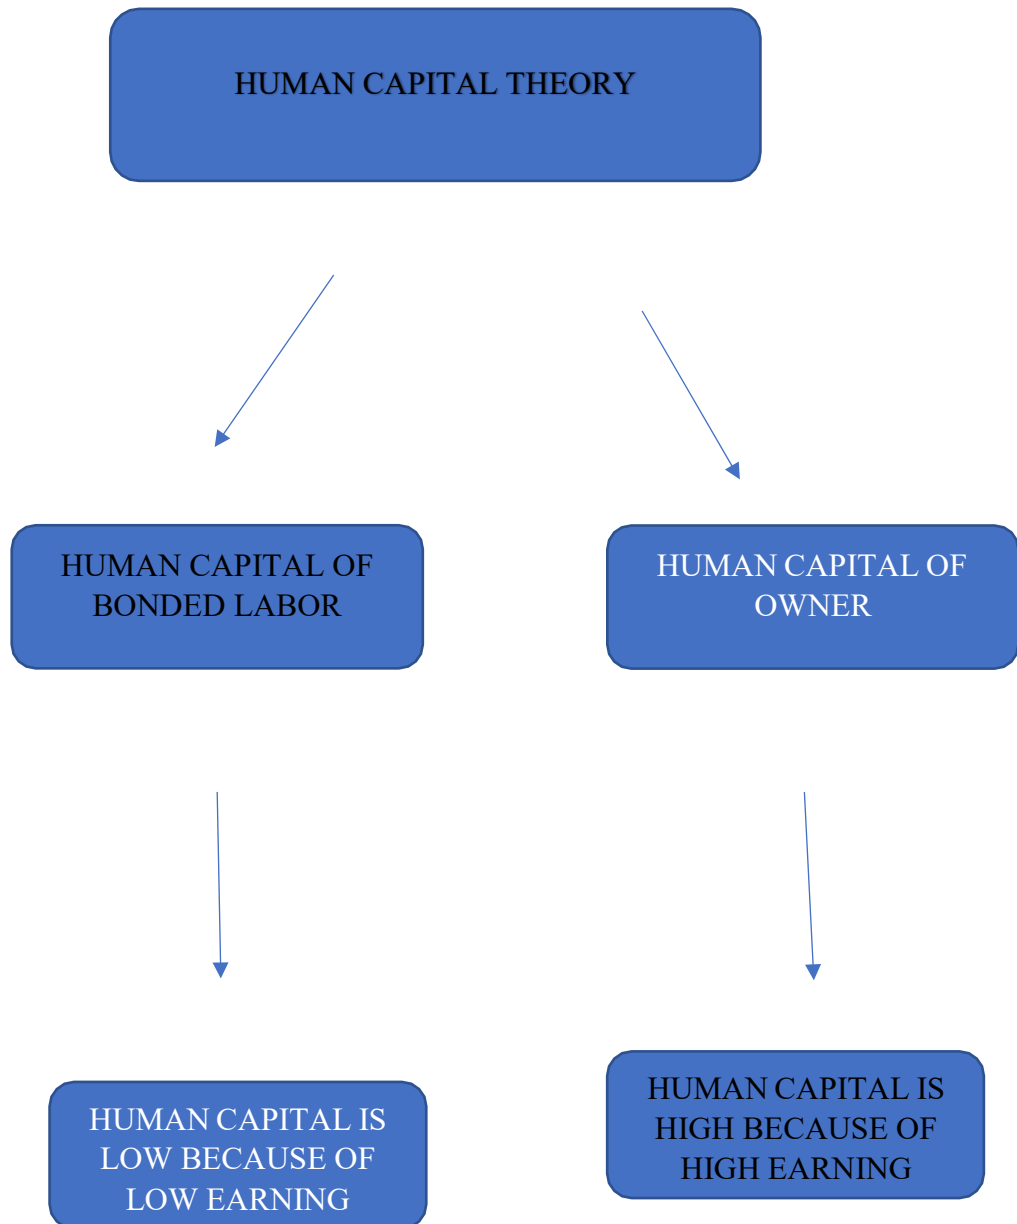 HUMAN CAPITAL THEORY
HUMAN CAPITAL OF
BONDED LABOR
HUMAN CAPITAL OF
OWNER
HUMAN CAPITAL IS
LOW BECAUSE OF
LOW EARNING
HUMAN CAPITAL IS
HIGH BECAUSE OF
HIGH EARNING